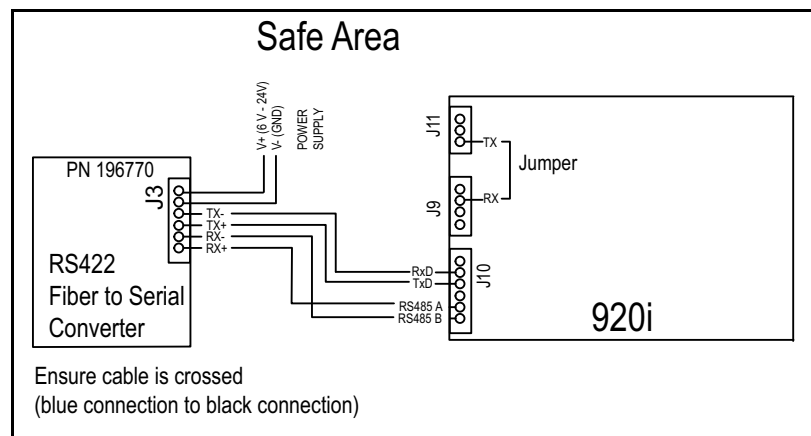 Safe Area
V+ (6 V - 24V)
V- (GND)
POWER
SUPPLY
PN 196770
J3
TX-
TX+
RX-
RX+
RS422
Fiber to Serial
Converter
J11
TX
Jumper
J9
RX
RxD
TxD
J10
RS485 A
RS485 B
920i
Ensure cable is crossed
(blue connection to black connection)